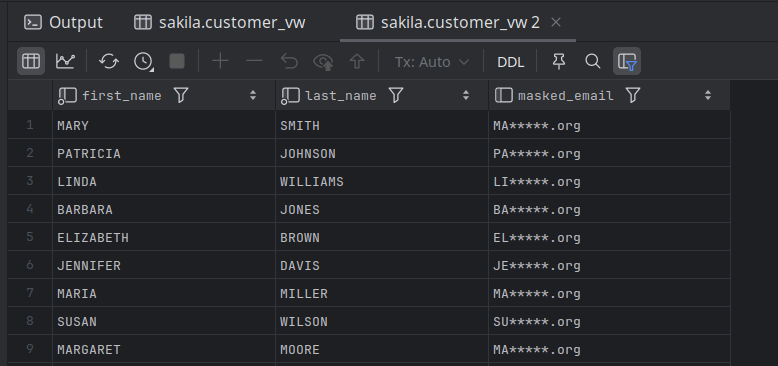 Output sakila.customer_vw sakila.customer_vw 2
Tx: Auto DDL
first_name last_name masked_email
1 MARY SMITH MA*****.org
2 PATRICIA JOHNSON PA*****.org
3 LINDA WILLIAMS LI*****.org
4 BARBARA JONES BA*****.org
5 ELIZABETH BROWN EL*****.org
6 JENNIFER DAVIS JE*****.org
7 MARIA MILLER MA*****.org
8 SUSAN WILSON SU*****.org
9 MARGARET MOORE MA*****.org